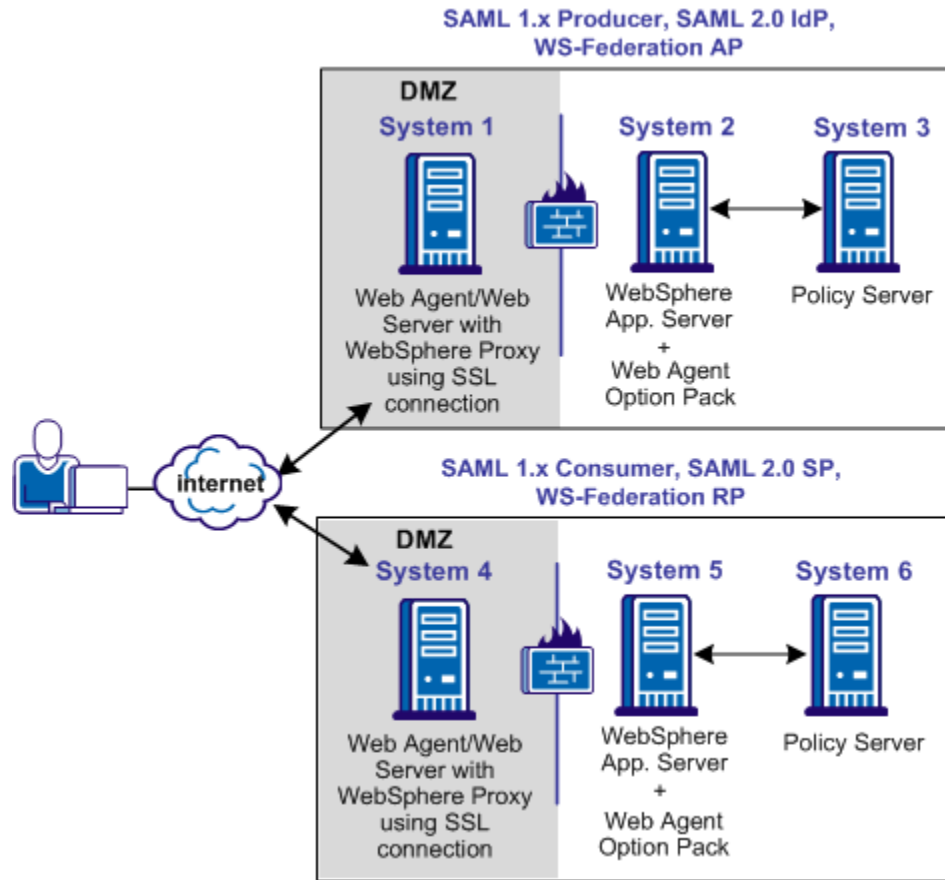 SAML 1.x Producer, SAML 2.0 IdP,
WS-Federation AP
DMZ
System 1
System 2
System 3
Web Agent/Web
Server with
WebSphere Proxy
using SSL
connection
WebSphere
App. Server
+
Web Agent
Option Pack
Policy Server
internet
SAML 1.x Consumer, SAML 2.0 SP,
WS-Federation RP
DMZ
System 4
System 5
System 6
Web Agent/Web
Server with
WebSphere Proxy
using SSL
connection
WebSphere
App. Server
+
Web Agent
Option Pack
Policy Server